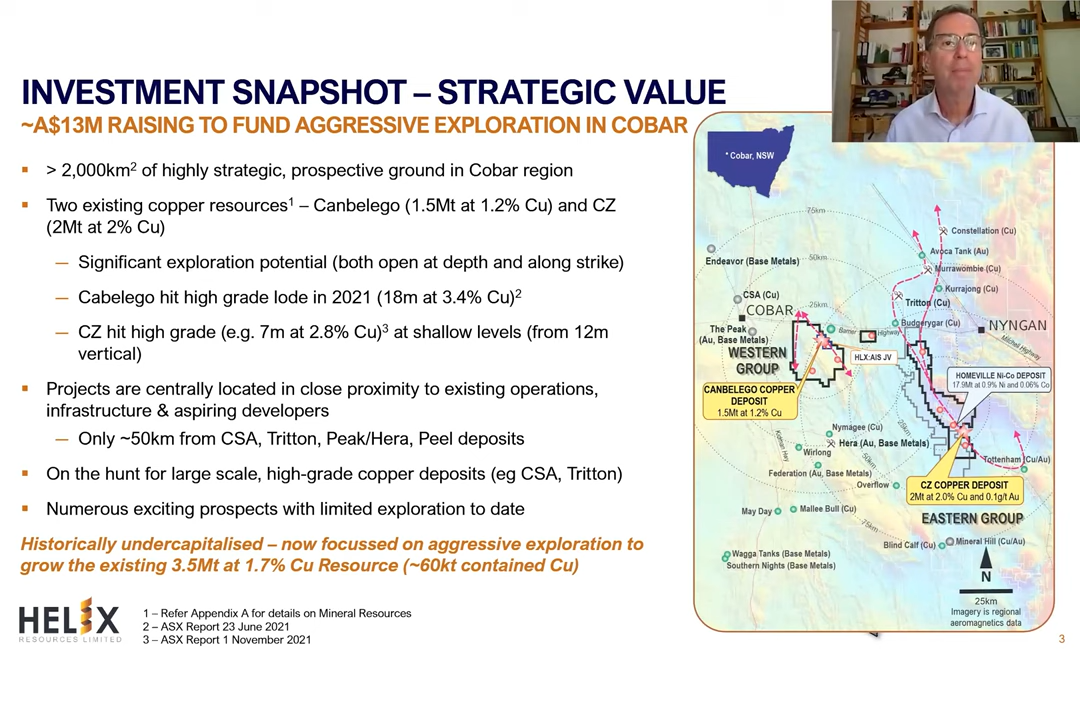 INVESTMENT SNAPSHOT – STRATEGIC VALUE
~A$13M RAISING TO FUND AGGRESSIVE EXPLORATION IN COBAR
▪ > 2,000km² of highly strategic, prospective ground in Cobar region
▪ Two existing copper resources¹ – Canbelego (1.5Mt at 1.2% Cu) and CZ
(2Mt at 2% Cu)
— Significant exploration potential (both open at depth and along strike)
— Cabelego hit high grade lode in 2021 (18m at 3.4% Cu)²
— CZ hit high grade (e.g. 7m at 2.8% Cu)³ at shallow levels (from 12m
vertical)
▪ Projects are centrally located in close proximity to existing operations,
infrastructure & aspiring developers
— Only ~50km from CSA, Tritton, Peak/Hera, Peel deposits
▪ On the hunt for large scale, high-grade copper deposits (eg CSA, Tritton)
▪ Numerous exciting prospects with limited exploration to date
Historically undercapitalised – now focussed on aggressive exploration to
grow the existing 3.5Mt at 1.7% Cu Resource (~60kt contained Cu)
HELIX
RESOURCES LIMITED
1 – Refer Appendix A for details on Mineral Resources
2 – ASX Report 23 June 2021
3 – ASX Report 1 November 2021
* Cobar, NSW
75km
Constellation (Cu)
Avoca Tank (Au)
Endeavor (Base Metals)
50km
Murrawombie (Cu)
Kurrajong (Cu)
CSA (Cu)
Tritton (Cu)
COBAR
25km
Budgerygar (Cu)
NYNGAN
The Peak
(Au, Base Metals)
Barrier Highway
Mitchell Highway
WESTERN
GROUP
HLX:AIS JV
HOMEVILLE Ni-Co DEPOSIT
17.9Mt at 0.9% Ni and 0.06% Co
CANBELEGO COPPER
DEPOSIT
1.5Mt at 1.2% Cu
25km
Nymagee (Cu)
Kidman Hwy
Hera (Au, Base Metals)
Wirlong
50km
Tottenham (Cu/Au)
Federation (Au, Base Metals)
Overflow
CZ COPPER DEPOSIT
2Mt at 2.0% Cu and 0.1g/t Au
May Day
Mallee Bull (Cu)
EASTERN GROUP
75km
Blind Calf (Cu)
Mineral Hill (Cu/Au)
Wagga Tanks (Base Metals)
Southern Nights (Base Metals)
N
25km
Imagery is regional
aeromagnetics data
3